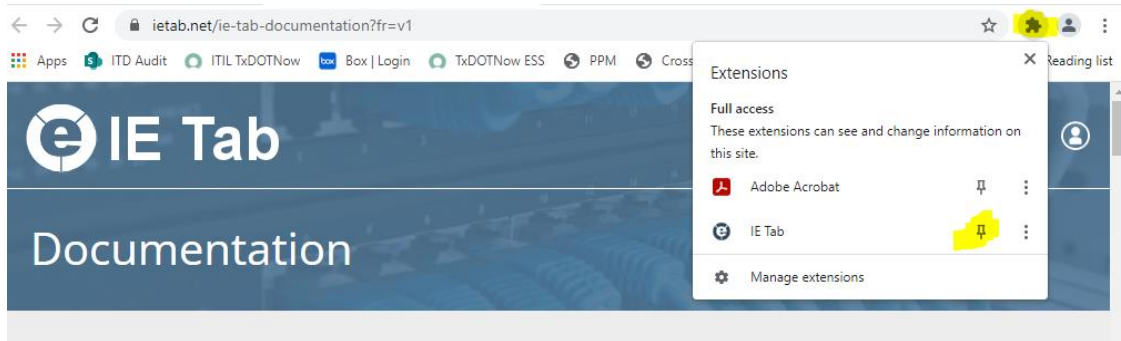 ietab.net/ie-tab-documentation?fr=v1
Apps ITD Audit ITIL TxDOTNow box Box | Login TxDOTNow ESS PPM Cross Reading list
Extensions
Full access
These extensions can see and change information on
this site.
Adobe Acrobat
IE Tab
Manage extensions
e IE Tab
Documentation